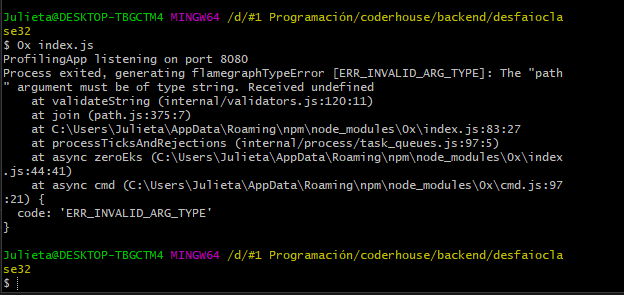 Julieta@DESKTOP-TBGCTM4 MINGW64 /d/#1 Programación/coderhouse/backend/desfaiocla
se32
$ 0x index.js
ProfilingApp listening on port 8080
Process exited, generating flamegraphTypeError [ERR_INVALID_ARG_TYPE]: The "path
" argument must be of type string. Received undefined
    at validateString (internal/validators.js:120:11)
    at join (path.js:375:7)
    at C:\Users\Julieta\AppData\Roaming\npm\node_modules\0x\index.js:83:27
    at processTicksAndRejections (internal/process/task_queues.js:97:5)
    at async zeroEks (C:\Users\Julieta\AppData\Roaming\npm\node_modules\0x\index
.js:44:41)
    at async cmd (C:\Users\Julieta\AppData\Roaming\npm\node_modules\0x\cmd.js:97
:21) {
  code: 'ERR_INVALID_ARG_TYPE'
}
Julieta@DESKTOP-TBGCTM4 MINGW64 /d/#1 Programación/coderhouse/backend/desfaiocla
se32
$